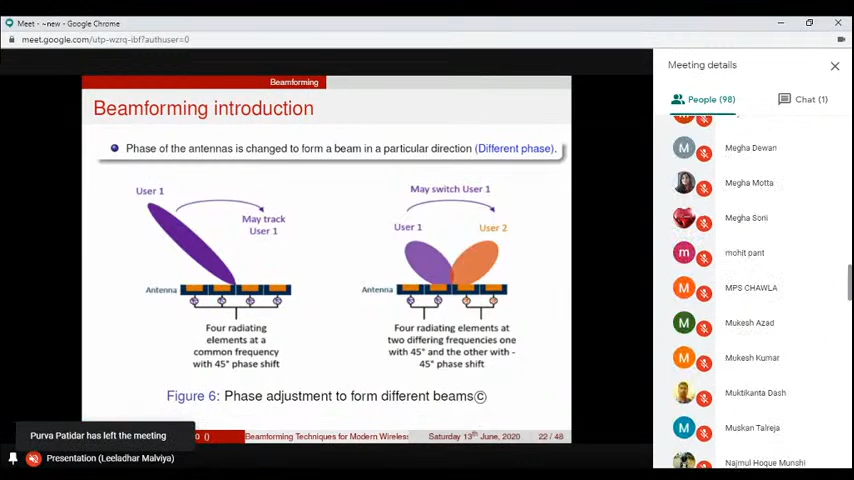 Meet - ~new - Google Chrome
meet.google.com/utp-wzrq-ibf?authuser=0
Beamforming
Beamforming introduction
Phase of the antennas is changed to form a beam in a particular direction (Different phase).
User 1
May track
User 1
Antenna
Four radiating
elements at a
common frequency
with 45° phase shift
May switch User 1
User 1
User 2
Antenna
Four radiating
elements at
two differing frequencies one
with 45° and the other with -
45° phase shift
Figure 6: Phase adjustment to form different beams©
Beamforming Techniques for Modern Wireless
Saturday 13th June, 2020
22 / 48
Purva Patidar has left the meeting
Presentation (Leeladhar Malviya)
Meeting details
People (98)
Chat (1)
M
Megha Dewan
Megha Motta
Megha Soni
m
mohit pant
M
MPS CHAWLA
M
Mukesh Azad
M
Mukesh Kumar
Muktikanta Dash
M
Muskan Talreja
Najmul Hoque Munshi